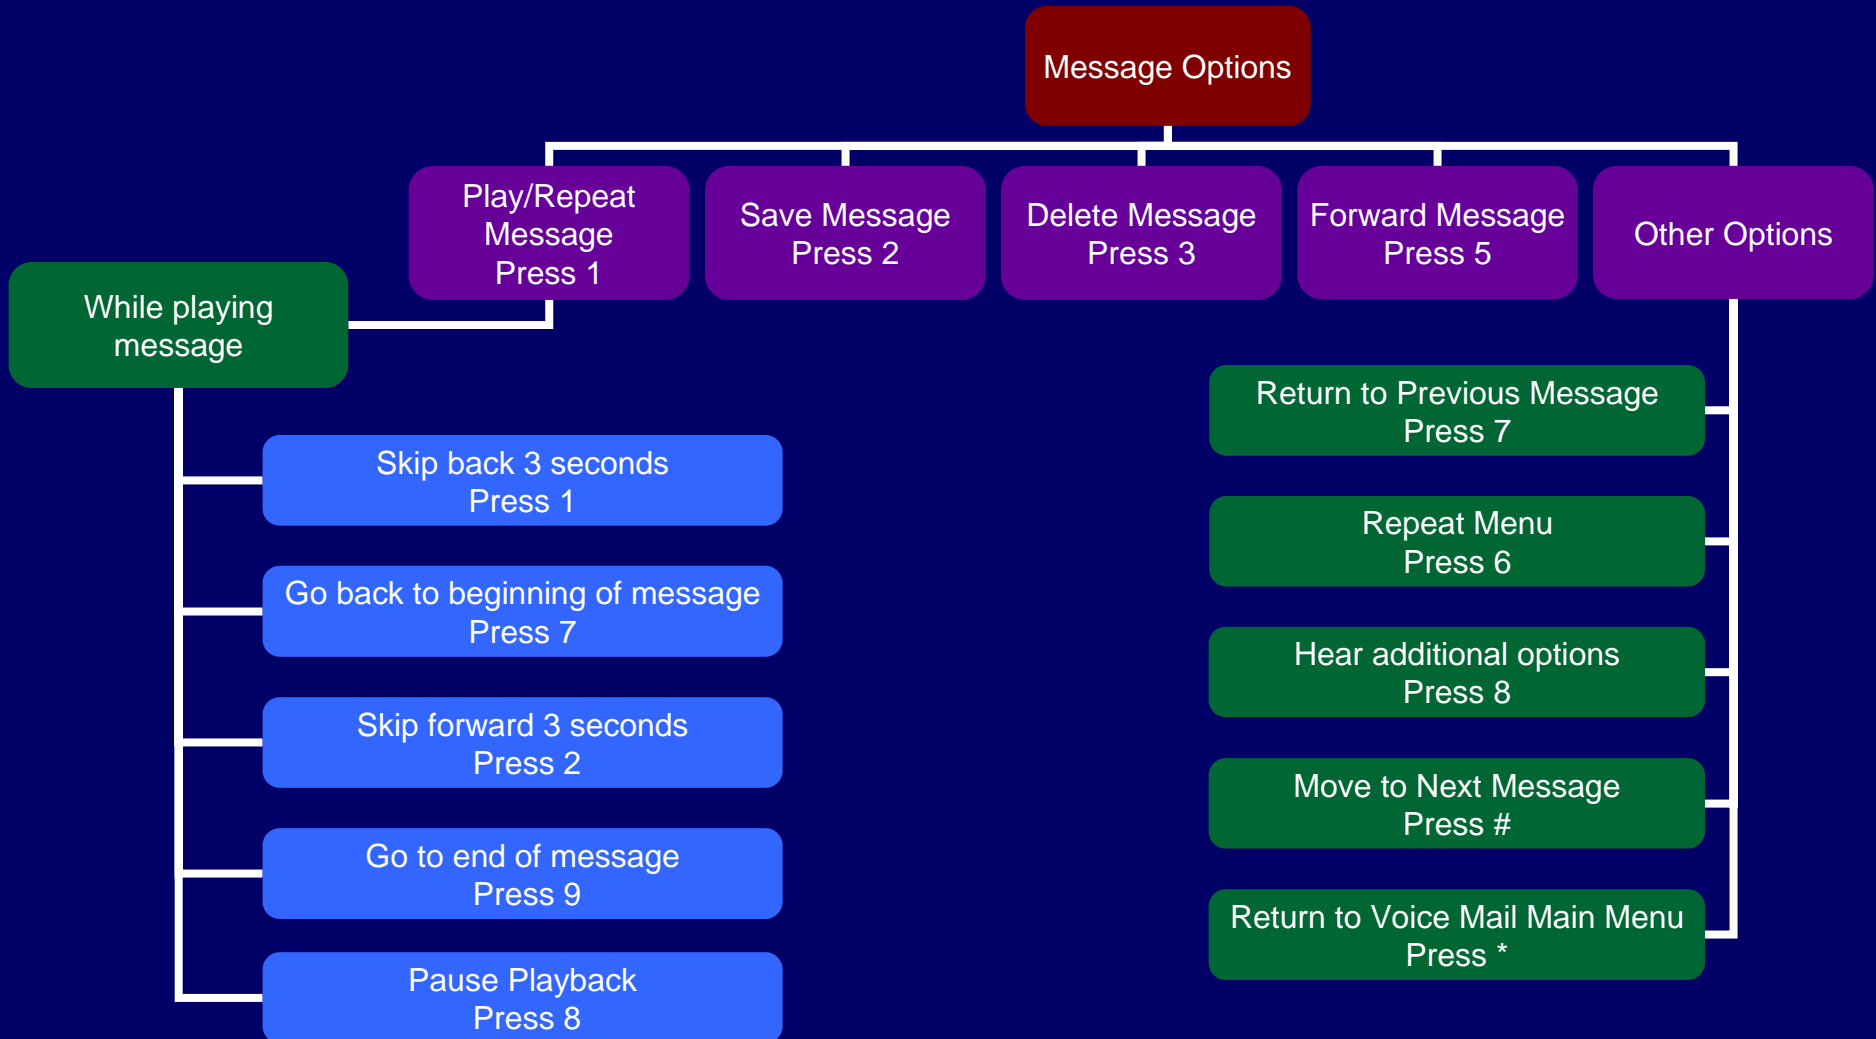 Message Options
Play/Repeat
Message
Press 1
Save Message
Press 2
Delete Message
Press 3
Forward Message
Press 5
Other Options
While playing
message
Skip back 3 seconds
Press 1
Go back to beginning of message
Press 7
Skip forward 3 seconds
Press 2
Go to end of message
Press 9
Pause Playback
Press 8
Return to Previous Message
Press 7
Repeat Menu
Press 6
Hear additional options
Press 8
Move to Next Message
Press #
Return to Voice Mail Main Menu
Press *